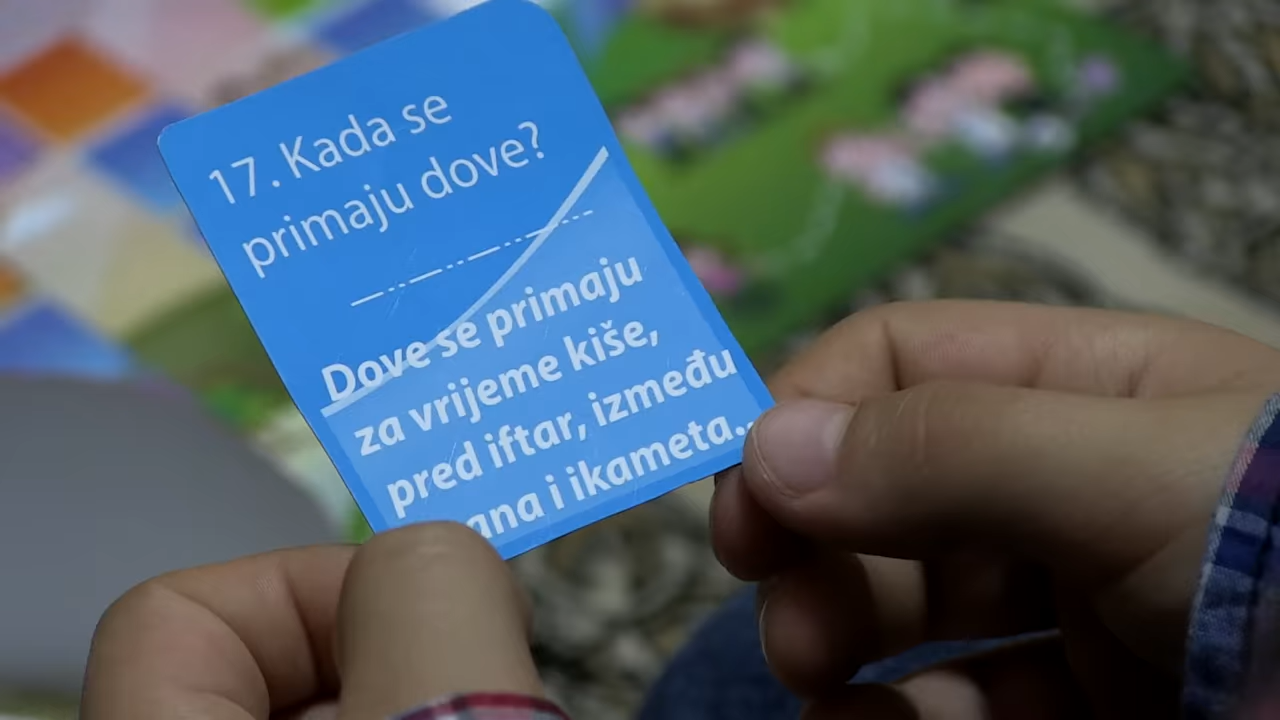 17. Kada se
primaju dove?
Dove se primaju
za vrijeme kiše,
pred iftar, između
i ikameta..